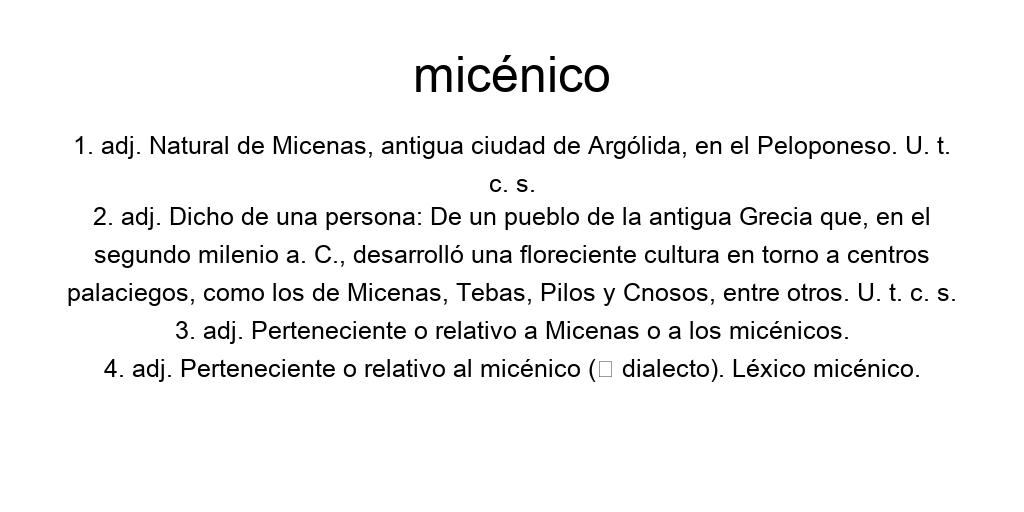 micénico
1. adj. Natural de Micenas, antigua ciudad de Argólida, en el Peloponeso. U. t.
c. s.
2. adj. Dicho de una persona: De un pueblo de la antigua Grecia que, en el
segundo milenio a. C., desarrolló una floreciente cultura en torno a centros
palaciegos, como los de Micenas, Tebas, Pilos y Cnosos, entre otros. U. t. c. s.
3. adj. Perteneciente o relativo a Micenas o a los micénicos.
4. adj. Perteneciente o relativo al micénico (□ dialecto). Léxico micénico.